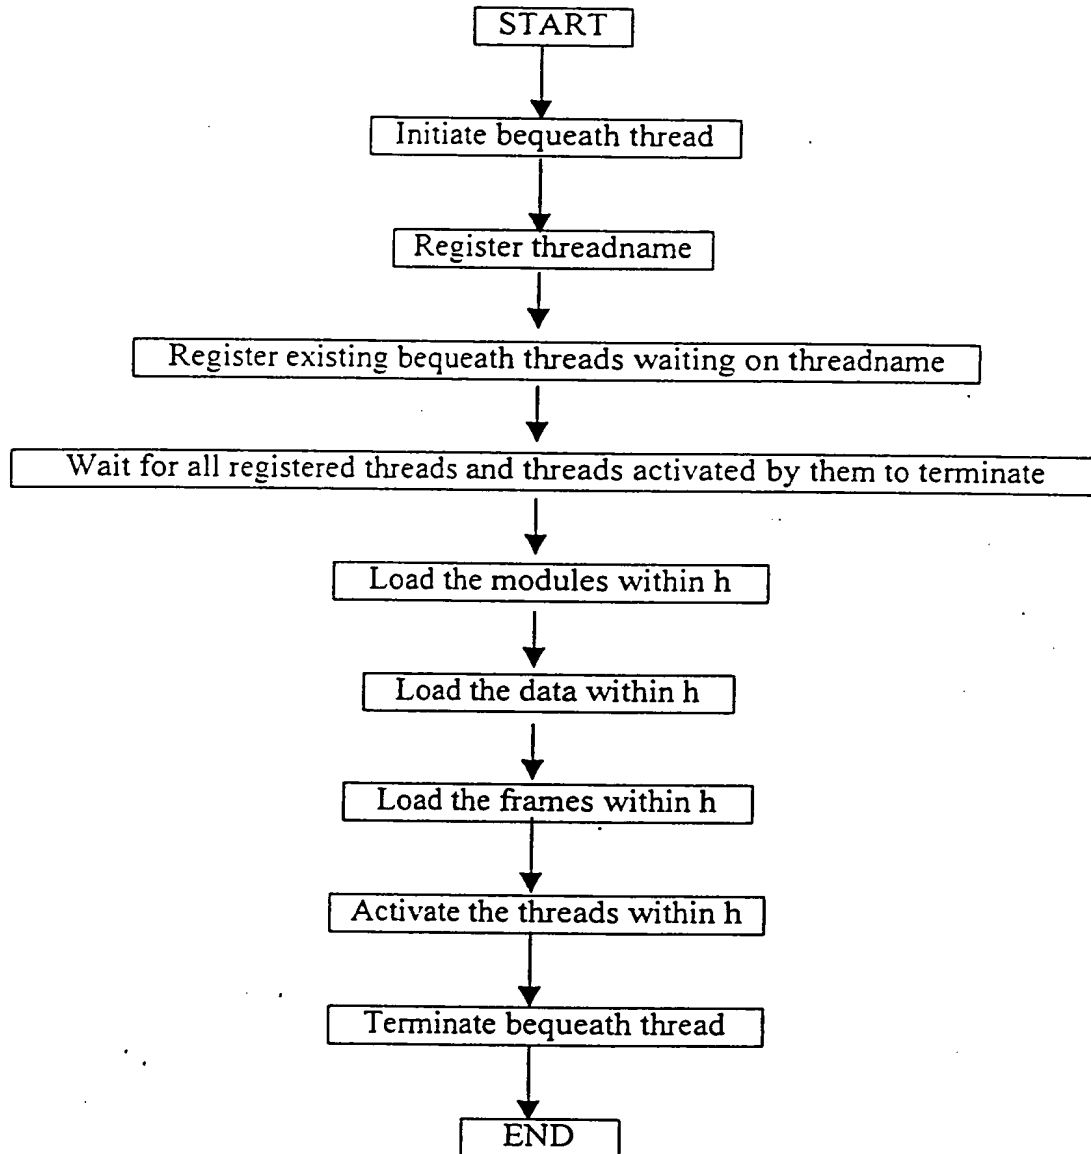 START
Initiate bequeath thread
Register threadname
Register existing bequeath threads waiting on threadname
Wait for all registered threads and threads activated by them to terminate
Load the modules within h
Load the data within h
Load the frames within h
Activate the threads within h
Terminate bequeath thread
END